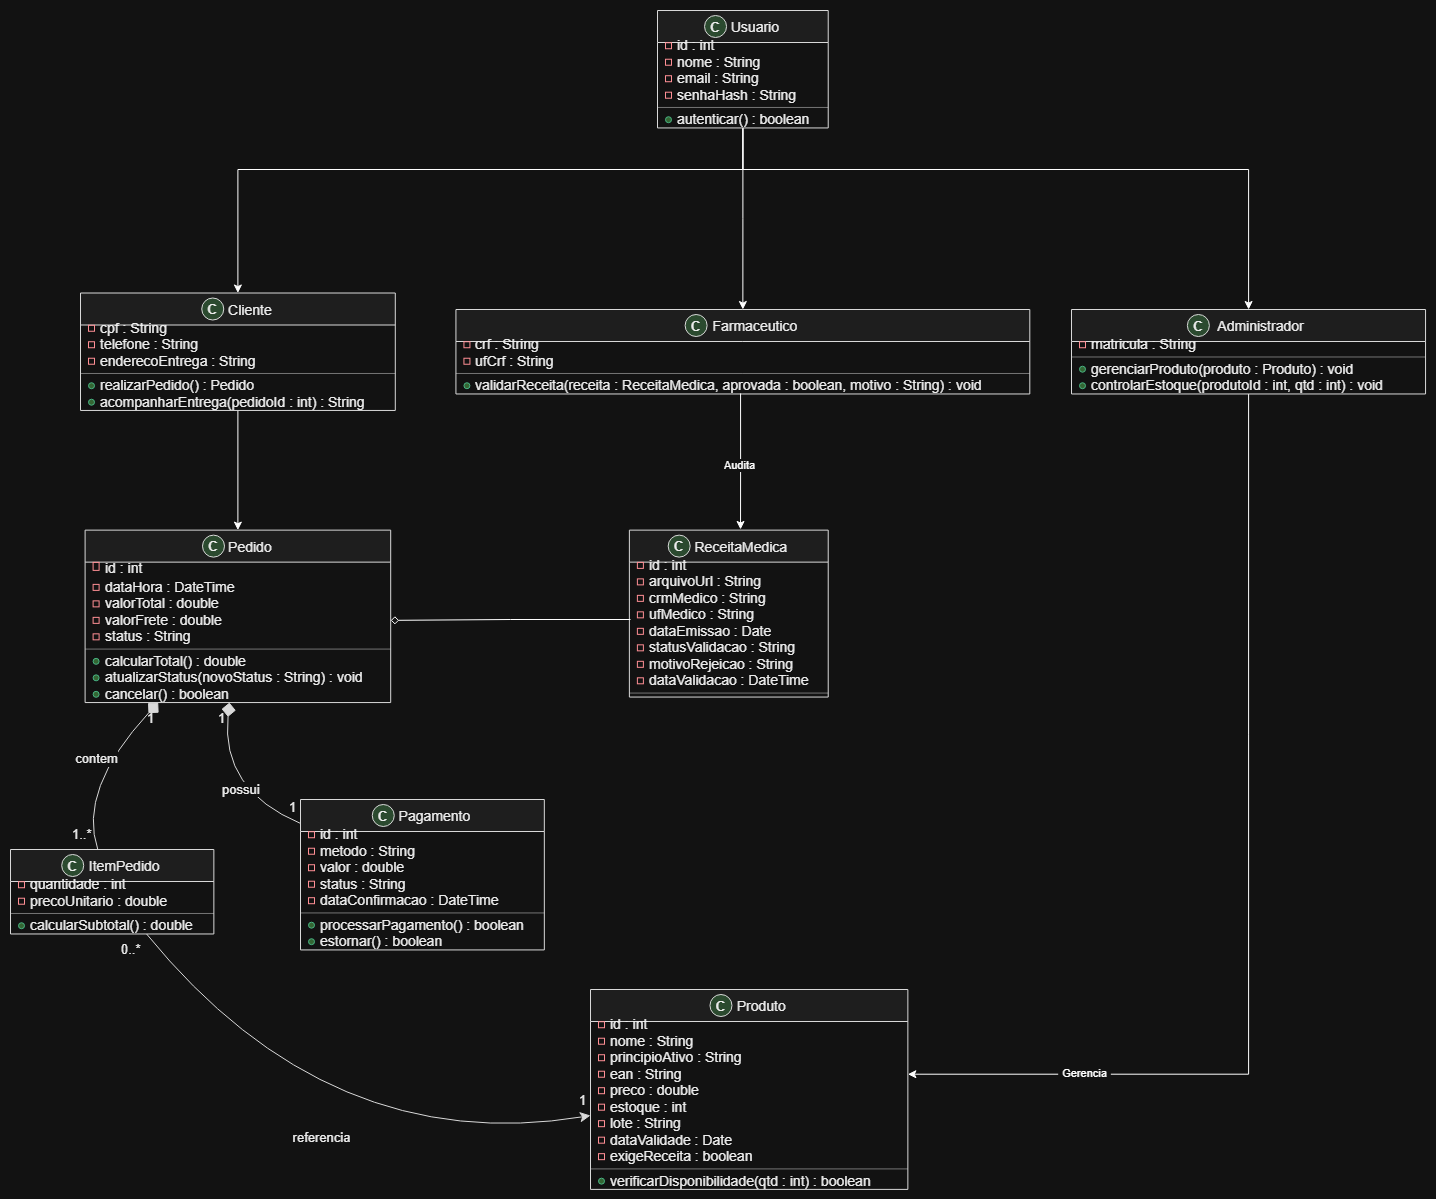 C Usuario
id : int
nome : String
email : String
senhaHash : String
autenticar() : boolean
C Cliente
cpf : String
telefone : String
enderecoEntrega : String
realizarPedido() : Pedido
acompanharEntrega(pedidoId : int) : String
C Farmaceutico
crf : String
ufCrf : String
validarReceita(receita : ReceitaMedica, aprovada : boolean, motivo : String) : void
C Administrador
matricula : String
gerenciarProduto(produto : Produto) : void
controlarEstoque(produtoId : int, qtd : int) : void
Audita
C Pedido
id : int
dataHora : DateTime
valorTotal : double
valorFrete : double
status : String
calcularTotal() : double
atualizarStatus(novoStatus : String) : void
cancelar() : boolean
C ReceitaMedica
id : int
arquivoUrl : String
crmMedico : String
ufMedico : String
dataEmissao : Date
statusValidacao : String
motivoRejeicao : String
dataValidacao : DateTime
1
1
contem
possui
1..*
1
C ItemPedido
quantidade : int
precoUnitario : double
calcularSubtotal() : double
C Pagamento
id : int
metodo : String
valor : double
status : String
dataConfirmacao : DateTime
processarPagamento() : boolean
estornar() : boolean
0..*
referencia
1
C Produto
id : int
nome : String
principioAtivo : String
ean : String
preco : double
estoque : int
lote : String
dataValidade : Date
exigeReceita : boolean
verificarDisponibilidade(qtd : int) : boolean
Gerencia